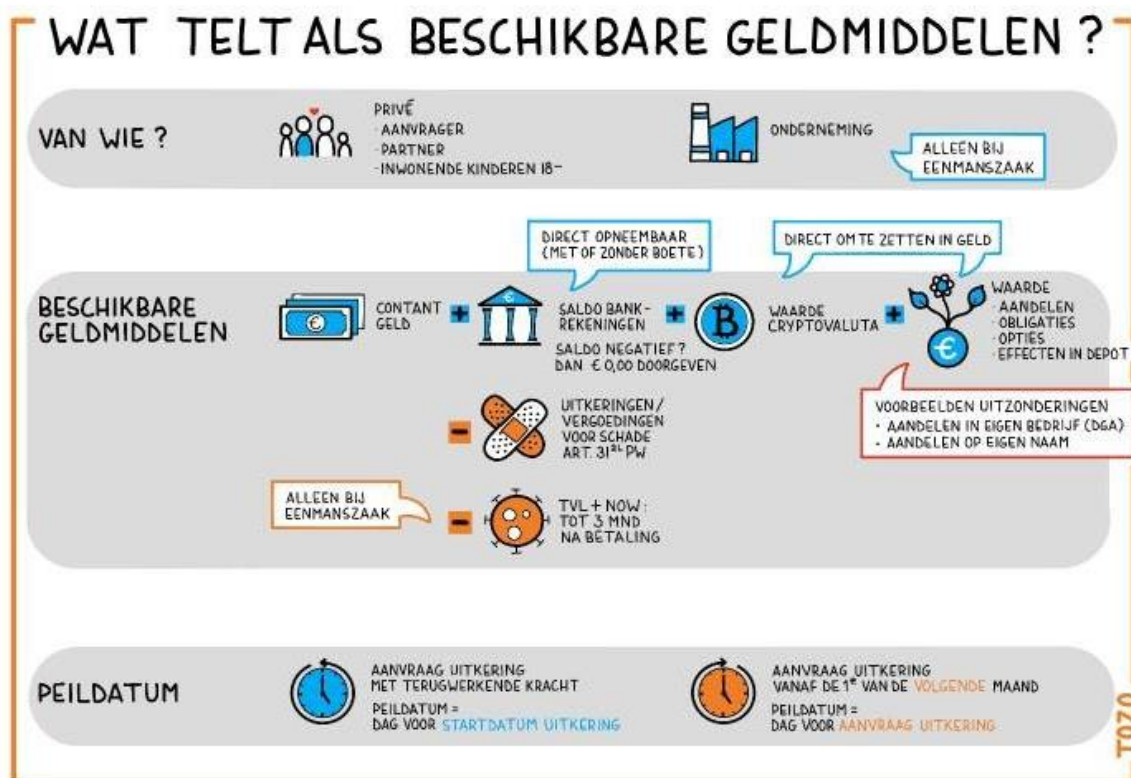 WAT TELT ALS BESCHIKBARE GELDMIDDELEN ?
VAN WIE ?
PRIVÉ
· AANVRAGER
· PARTNER
· INWONENDE KINDEREN 18-
ONDERNEMING
ALLEEN BIJ
EENMANSZAAK
DIRECT OPNEEMBAAR
(MET OF ZONDER BOETE)
DIRECT OM TE ZETTEN IN GELD
BESCHIKBARE
GELDMIDDELEN
€
CONTANT
GELD
+
€
SALDO BANK-
REKENINGEN
SALDO NEGATIEF?
DAN € 0,00 DOORGEVEN
+
B
WAARDE
CRYPTOVALUTA
+
€
WAARDE
· AANDELEN
· OBLIGATIES
· OPTIES
· EFFECTEN IN DEPOT
VOORBEELDEN UITZONDERINGEN
• AANDELEN IN EIGEN BEDRIJF (DGA)
• AANDELEN OP EIGEN NAAM
-
UITKERINGEN/
VERGOEDINGEN
VOOR SCHADE
ART. 31²ᴸ PW
ALLEEN BIJ
EENMANSZAAK
-
TVL + NOW :
TOT 3 MND
NA BETALING
PEILDATUM
AANVRAAG UITKERING
MET TERUGWERKENDE KRACHT
PEILDATUM =
DAG VOOR STARTDATUM UITKERING
AANVRAAG UITKERING
VANAF DE 1ᵉ VAN DE VOLGENDE MAAND
PEILDATUM =
DAG VOOR AANVRAAG UITKERING
TOZO